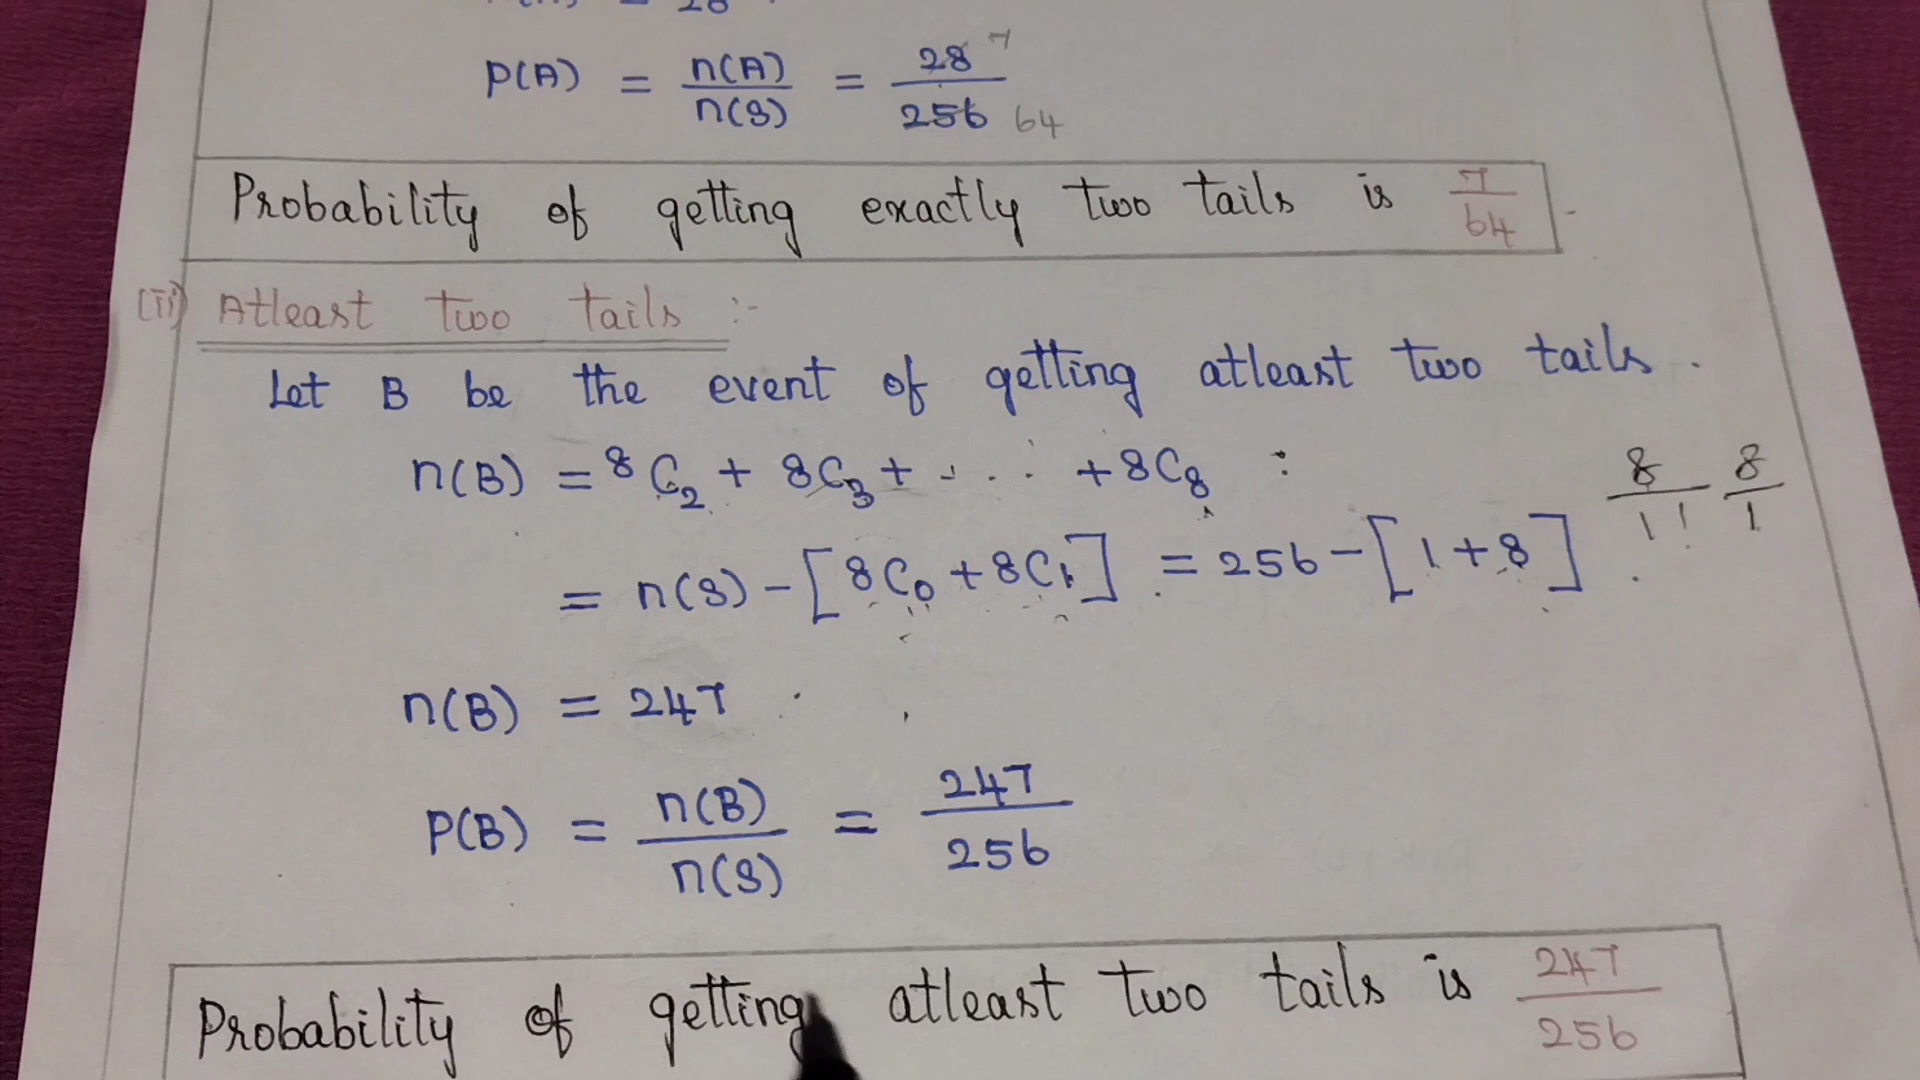 P(A) = n(A)/n(S) = 28/256 7 64
Probability of getting exactly two tails is 7/64
(ii) Atleast two tails :-
Let B be the event of getting atleast two tails.
n(B) = 8C₂ + 8C₃ + .... + 8C₈
= n(S) - [8C₀ + 8C₁] = 256 - [1+8]
8/1! 8/1
n(B) = 247
P(B) = n(B)/n(S) = 247/256
Probability of getting atleast two tails is 247/256